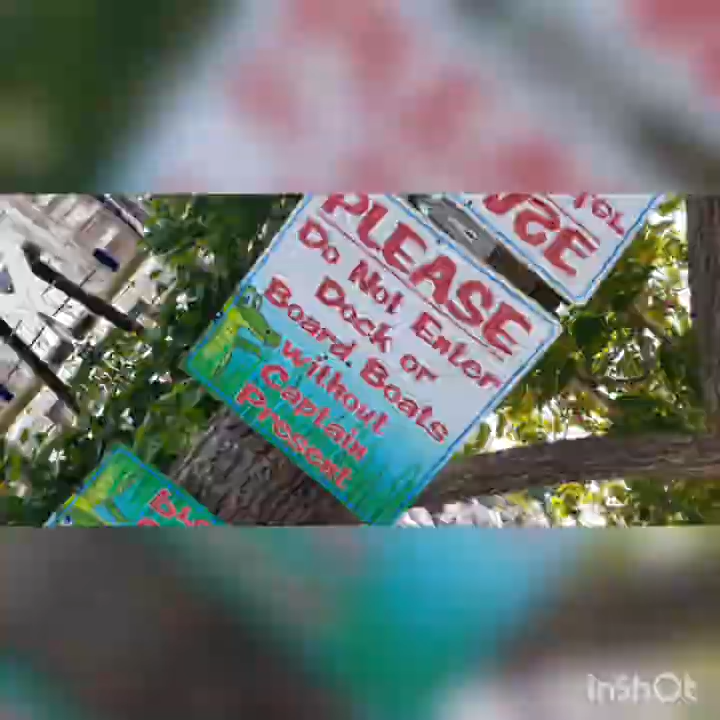 PLEASE
Do Not Enter
Dock or
Board Boats
without
Captain
Present
InShOt